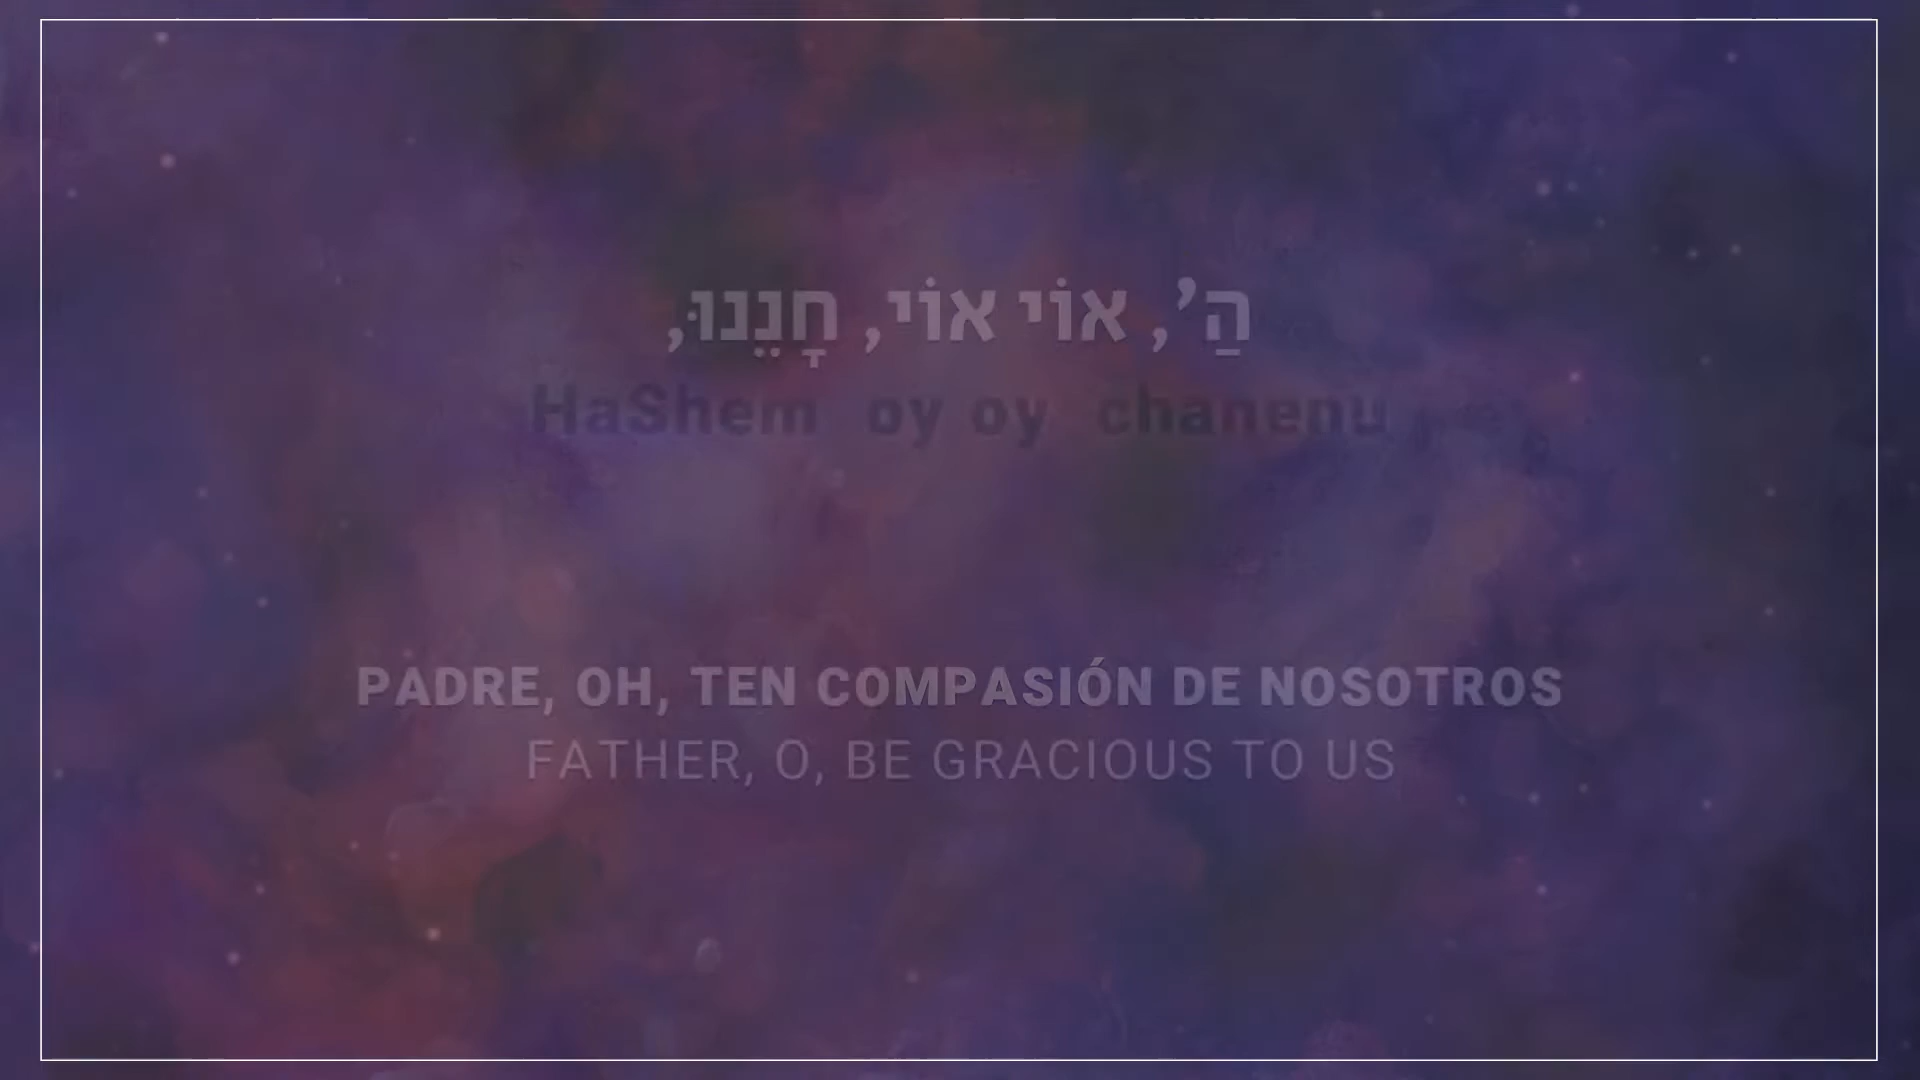 הַ׳, אוֹי אוֹי, חָנֵנוּ,
HaShem oy oy chanenu
PADRE, OH, TEN COMPASIÓN DE NOSOTROS
FATHER, O, BE GRACIOUS TO US